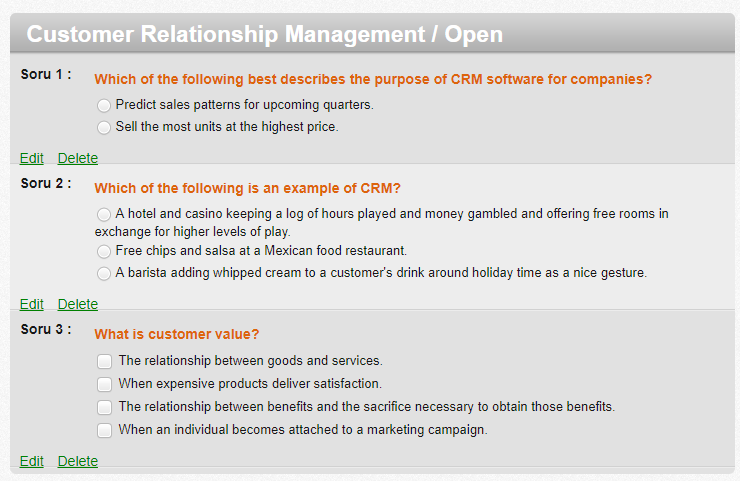 Customer Relationship Management / Open
Soru 1 :
Which of the following best describes the purpose of CRM software for companies?
Predict sales patterns for upcoming quarters.
Sell the most units at the highest price.
Edit Delete
Soru 2 :
Which of the following is an example of CRM?
A hotel and casino keeping a log of hours played and money gambled and offering free rooms in
exchange for higher levels of play.
Free chips and salsa at a Mexican food restaurant.
A barista adding whipped cream to a customer's drink around holiday time as a nice gesture.
Edit Delete
Soru 3 :
What is customer value?
The relationship between goods and services.
When expensive products deliver satisfaction.
The relationship between benefits and the sacrifice necessary to obtain those benefits.
When an individual becomes attached to a marketing campaign.
Edit Delete